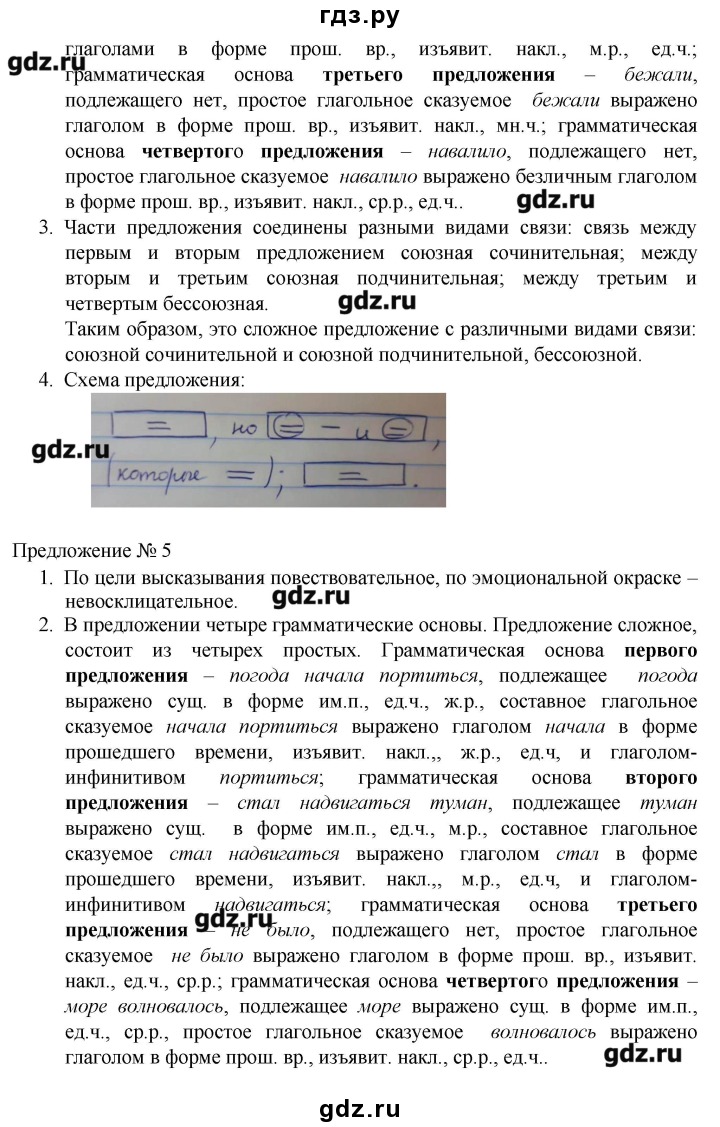 гдз.ру
глаголами в форме прош. вр., изъявит. накл., м.р., ед.ч.;
gdz.ru
грамматическая основа третьего предложения – бежали,
подлежащего нет, простое глагольное сказуемое бежали выражено
глаголом в форме прош. вр., изъявит. накл., мн.ч.; грамматическая
основа четвертого предложения – навалило, подлежащего нет,
простое глагольное сказуемое навалило выражено безличным глаголом
в форме прош. вр., изъявит. накл., ср.р., ед.ч..
gdz.ru
3. Части предложения соединены разными видами связи: связь между
первым и вторым предложением союзная сочинительная; между
вторым и третьим союзная подчинительная; между третьим и
четвертым бессоюзная.
gdz.ru
Таким образом, это сложное предложение с различными видами связи:
союзной сочинительной и союзной подчинительной, бессоюзной.
4. Схема предложения:
[ = ], но [ = – и = ],
gdz.ru
(которые = ); [ = ].
Предложение № 5
1. По цели высказывания повествовательное, по эмоциональной окраске –
невосклицательное.
gdz.ru
2. В предложении четыре грамматические основы. Предложение сложное,
состоит из четырех простых. Грамматическая основа первого
предложения – погода начала портиться, подлежащее погода
выражено сущ. в форме им.п., ед.ч., ж.р., составное глагольное
сказуемое начала портиться выражено глаголом начала в форме
прошедшего времени, изъявит. накл.,, ж.р., ед.ч, и глаголом-
инфинитивом портиться; грамматическая основа второго
предложения – стал надвигаться туман, подлежащее туман
выражено сущ. в форме им.п., ед.ч., м.р., составное глагольное
сказуемое стал надвигаться выражено глаголом стал в форме
прошедшего времени, изъявит. накл.,, м.р., ед.ч, и глаголом-
инфинитивом надвигаться; грамматическая основа третьего
gdz.ru
предложения – не было, подлежащего нет, простое глагольное
сказуемое не было выражено глаголом в форме прош. вр., изъявит.
накл., ед.ч., ср.р.; грамматическая основа четвертого предложения –
море волновалось, подлежащее море выражено сущ. в форме им.п.,
ед.ч., ср.р., простое глагольное сказуемое волновалось выражено
глаголом в форме прош. вр., изъявит. накл., ср.р., ед.ч..
gdz.ru
gdz.ru